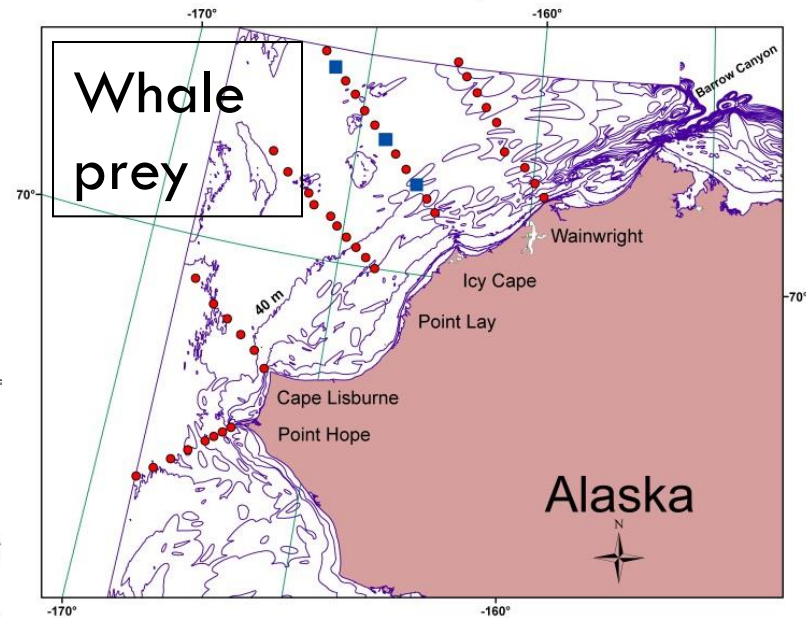 -170°
-160°
Whale
prey
Barrow Canyon
70°
Wainwright
Icy Cape
40 m
-70°
Point Lay
Cape Lisburne
Point Hope
Alaska
N
-170°
-160°